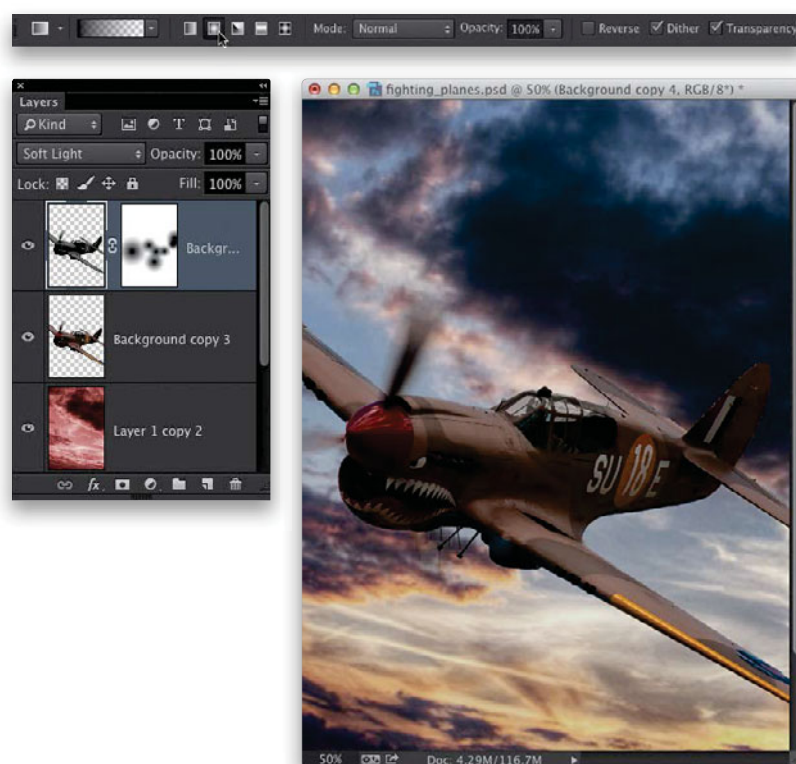 Mode: Normal Opacity: 100% Reverse Dither Transparency
Layers
Kind
Soft Light Opacity: 100%
Lock: Fill: 100%
Backgr...
Background copy 3
Layer 1 copy 2
fighting_planes.psd @ 50% (Background copy 4, RGB/8*) *
SU 18 E
50% Doc: 4.29M/116.7M